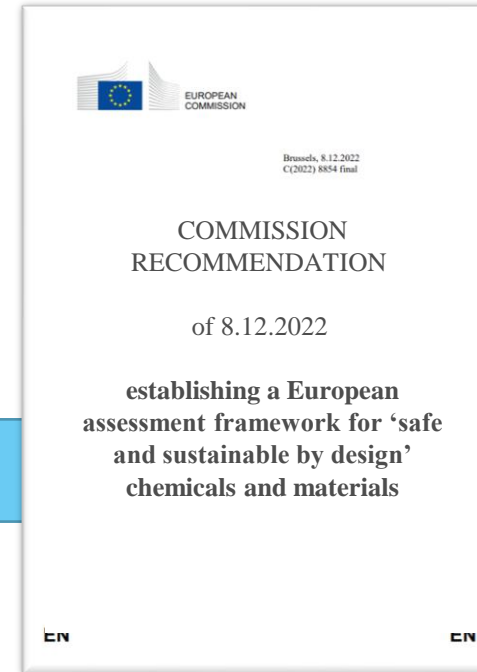 EUROPEAN
COMMISSION
Brussels, 8.12.2022
C(2022) 8854 final
COMMISSION
RECOMMENDATION
of 8.12.2022
establishing a European
assessment framework for ‘safe
and sustainable by design’
chemicals and materials
EN
EN